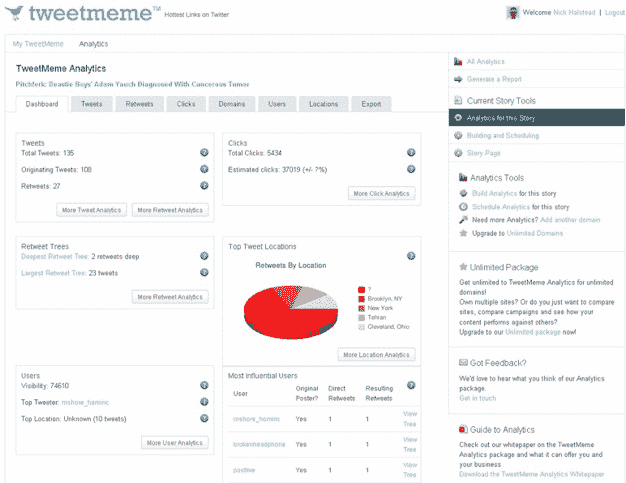 tweetmeme™ Hottest Links on Twitter
Welcome Nick Halstead | Logout
My TweetMeme Analytics
TweetMeme Analytics
Pitchfork: Beastie Boys' Adam Yauch Diagnosed With Cancerous Tumor
Dashboard Tweets Retweets Clicks Domains Users Locations Export
Tweets
Total Tweets: 135
Originating Tweets: 108
Retweets: 27
More Tweet Analytics More Retweet Analytics
Clicks
Total Clicks: 5434
Estimated clicks: 37019 (+/- ?%)
More Click Analytics
Retweet Trees
Deepest Retweet Tree: 2 retweets deep
Largest Retweet Tree: 23 tweets
More Retweet Analytics
Top Tweet Locations
Retweets By Location
?
Brooklyn, NY
New York
Tehran
Cleveland, Ohio
More Location Analytics
Users
Visibility: 74610
Top Tweeter: mshore_haminc
Top Location: Unknown (10 tweets)
More User Analytics
Most Influential Users
User Original Poster? Direct Retweets Resulting Retweets
Yes 1 1 View Tree
brokenheadphone Yes 1 1 View Tree
positive Yes 1 1 View Tree
All Analytics
Generate a Report
Current Story Tools
Analytics for this Story
Building and Scheduling
Story Page
Analytics Tools
Build Analytics for this story
Schedule Analytics for this story
Need more Analytics? Add another domain
Upgrade to Unlimited Domains
Unlimited Package
Get unlimited to TweetMeme Analytics for unlimited
domains!
Own multiple sites? Or do you just want to compare
sites, compare campaigns and see how your
content performs against others?
Upgrade to our Unlimited package now!
Got Feedback?
We'd love to hear what you think of our Analytics
package.
Get in touch
Guide to Analytics
Check out our whitepaper on the TweetMeme
Analytics package and what it can offer you and
your business
Download the TweetMeme Analytics Whitepaper